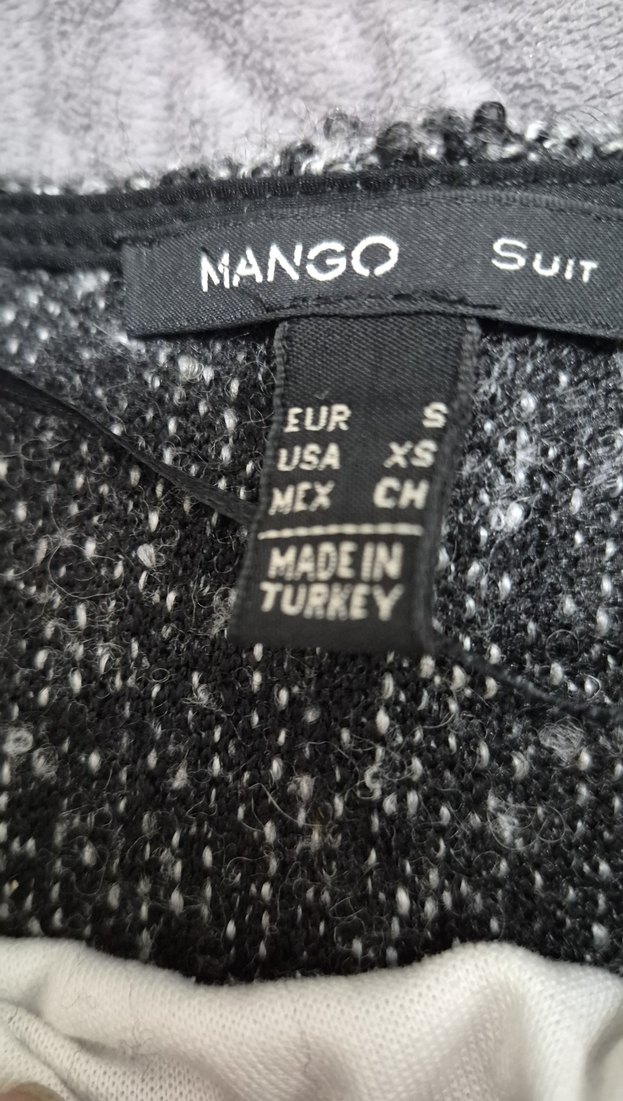 MANGO SUIT
EUR S
USA XS
MEX CH
MADE IN
TURKEY